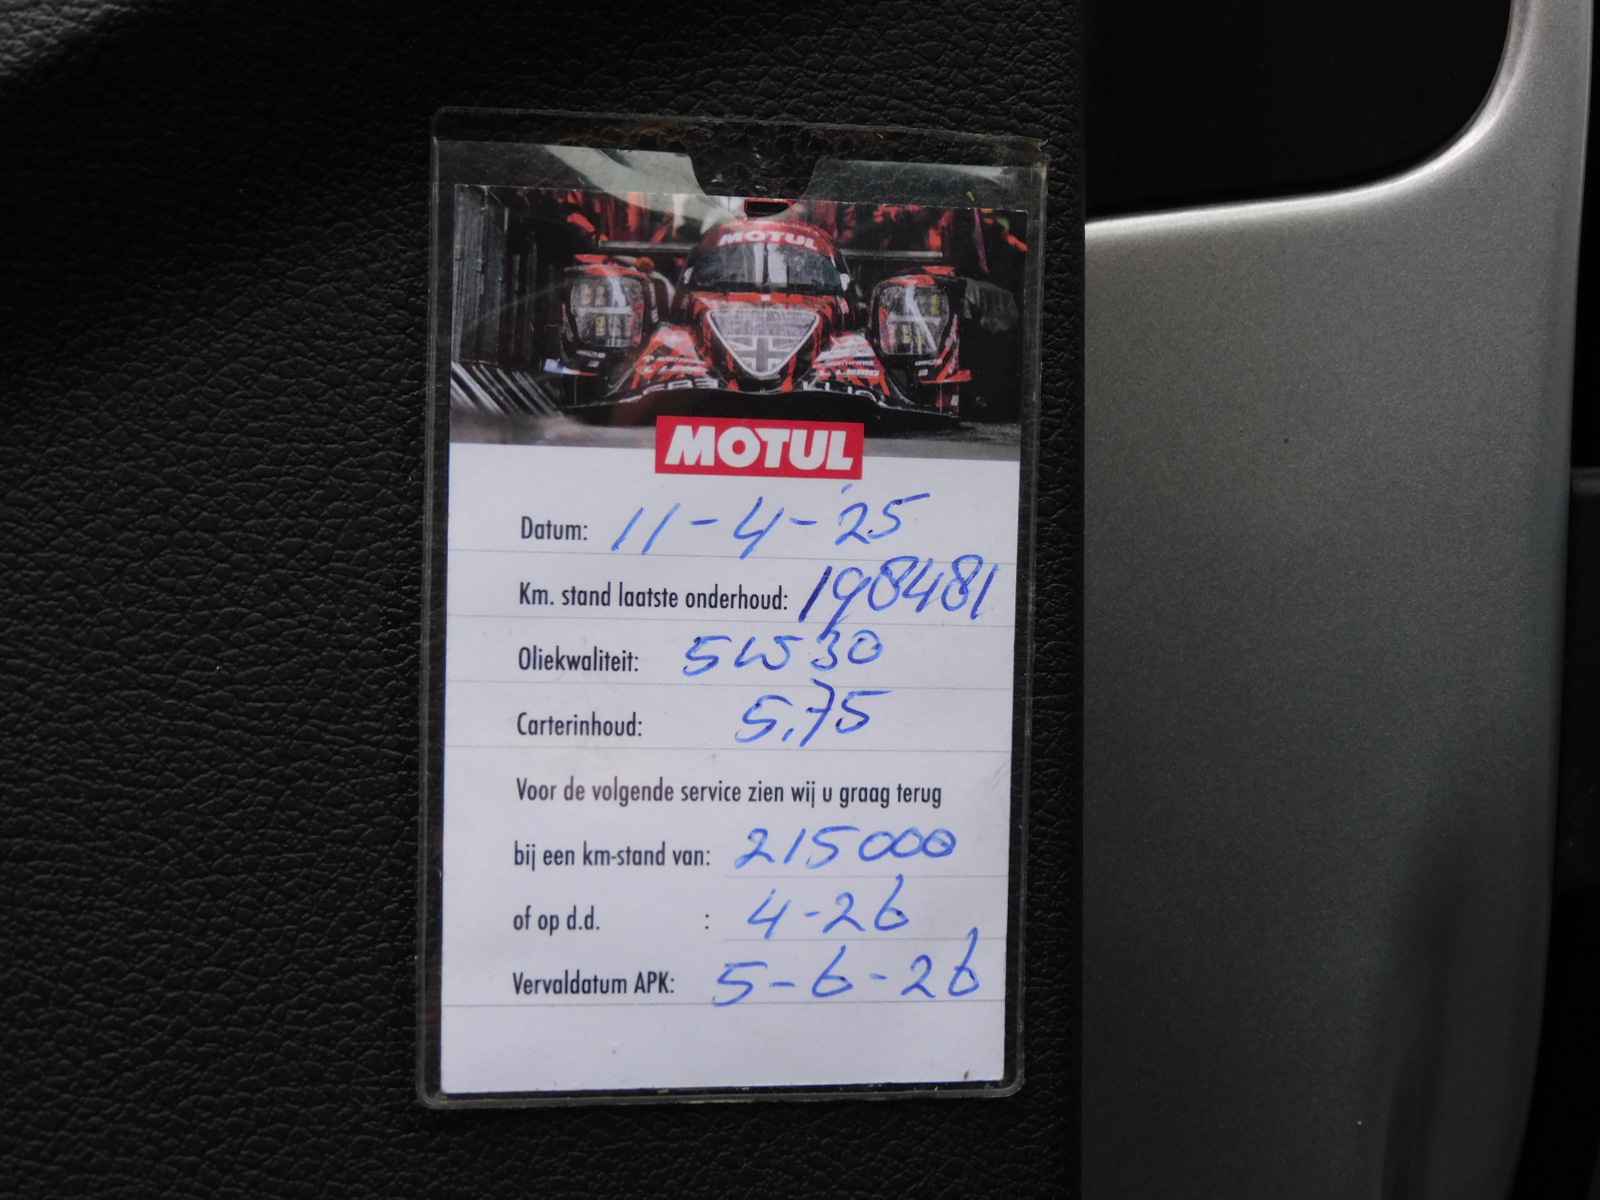 MOTUL
MOTUL
Datum: 11-4-25
Km. stand laatste onderhoud: 198481
Oliekwaliteit: 5W30
Carterinhoud: 5,75
Voor de volgende service zien wij u graag terug
bij een km-stand van: 215000
of op d.d. : 4-26
Vervaldatum APK: 5-6-26